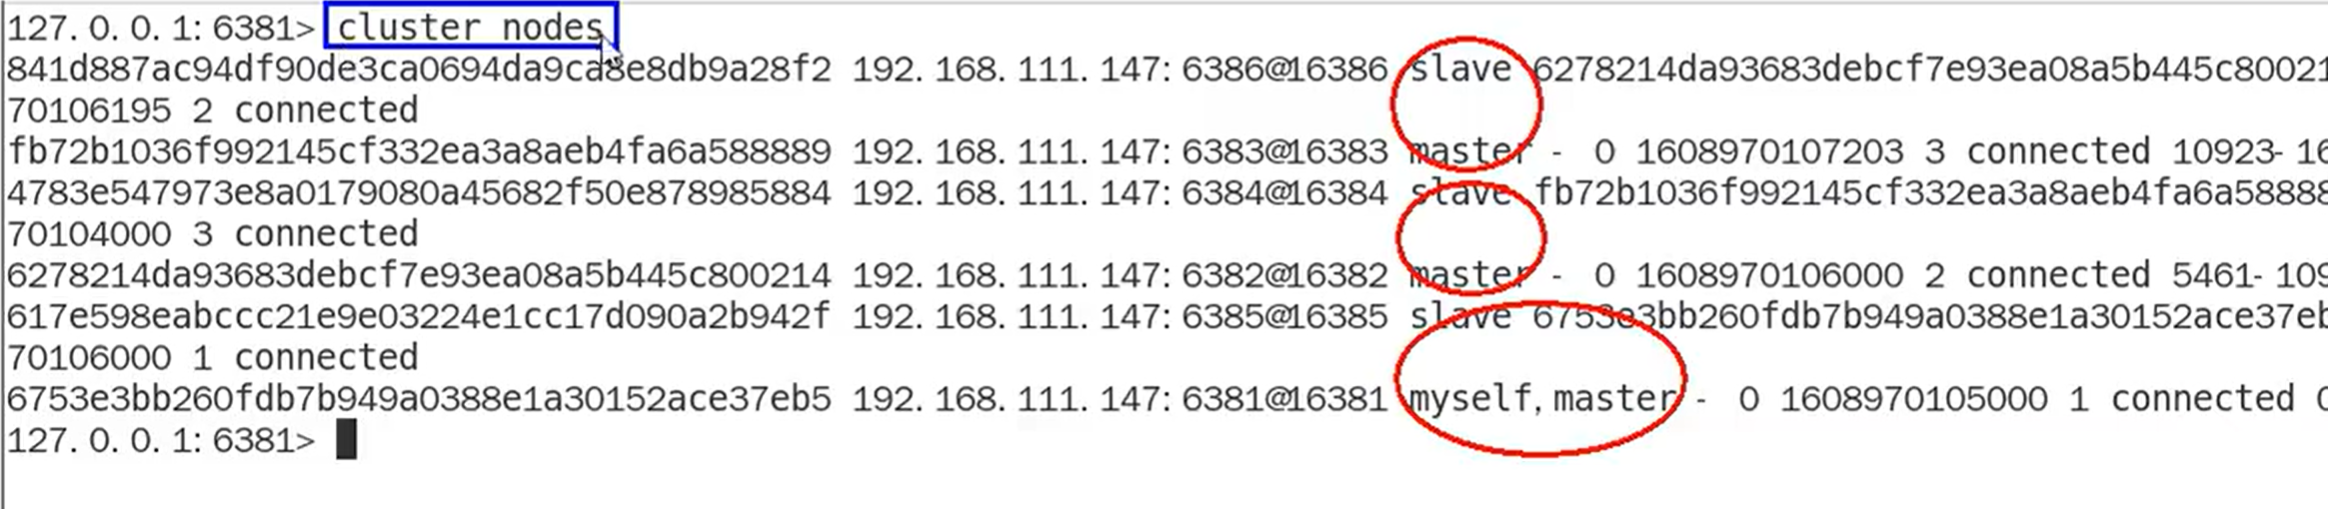 127.0.0.1:6381> cluster nodes
841d887ac94df90de3ca0694da9ca8e8db9a28f2 192.168.111.147:6386@16386 slave 6278214da93683debcf7e93ea08a5b445c80021
70106195 2 connected
fb72b1036f992145cf332ea3a8aeb4fa6a588889 192.168.111.147:6383@16383 master - 0 1608970107203 3 connected 10923-16
4783e547973e8a0179080a45682f50e878985884 192.168.111.147:6384@16384 slave fb72b1036f992145cf332ea3a8aeb4fa6a58888
70104000 3 connected
6278214da93683debcf7e93ea08a5b445c800214 192.168.111.147:6382@16382 master - 0 1608970106000 2 connected 5461-109
617e598eabccc21e9e03224e1cc17d090a2b942f 192.168.111.147:6385@16385 slave 6753e3bb260fdb7b949a0388e1a30152ace37eb
70106000 1 connected
6753e3bb260fdb7b949a0388e1a30152ace37eb5 192.168.111.147:6381@16381 myself,master - 0 1608970105000 1 connected 0
127.0.0.1:6381>